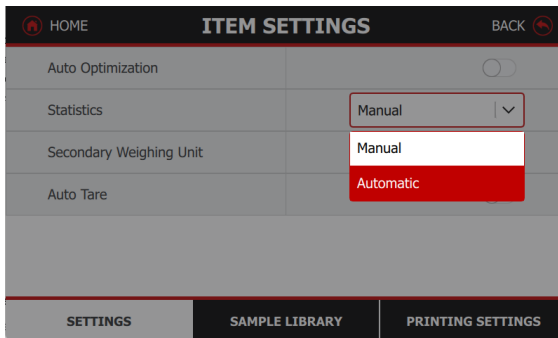 HOME
ITEM SETTINGS
BACK
Auto Optimization
Statistics
Manual
Secondary Weighing Unit
Manual
Auto Tare
Automatic
SETTINGS
SAMPLE LIBRARY
PRINTING SETTINGS